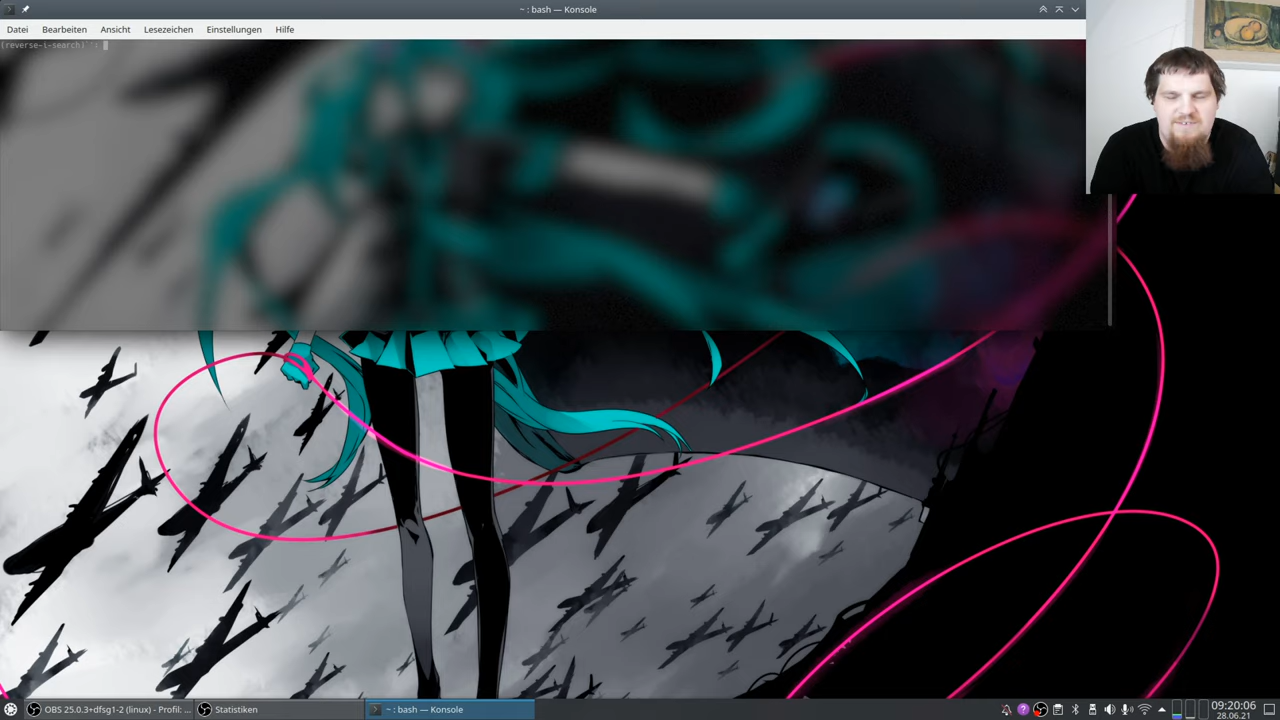 ~ : bash — Konsole
Datei Bearbeiten Ansicht Lesezeichen Einstellungen Hilfe
(reverse-i-search)`':
OBS 25.0.3+dfsg1-2 (linux) - Profil: ... Statistiken ~ : bash — Konsole 09:20:06
28.06.21